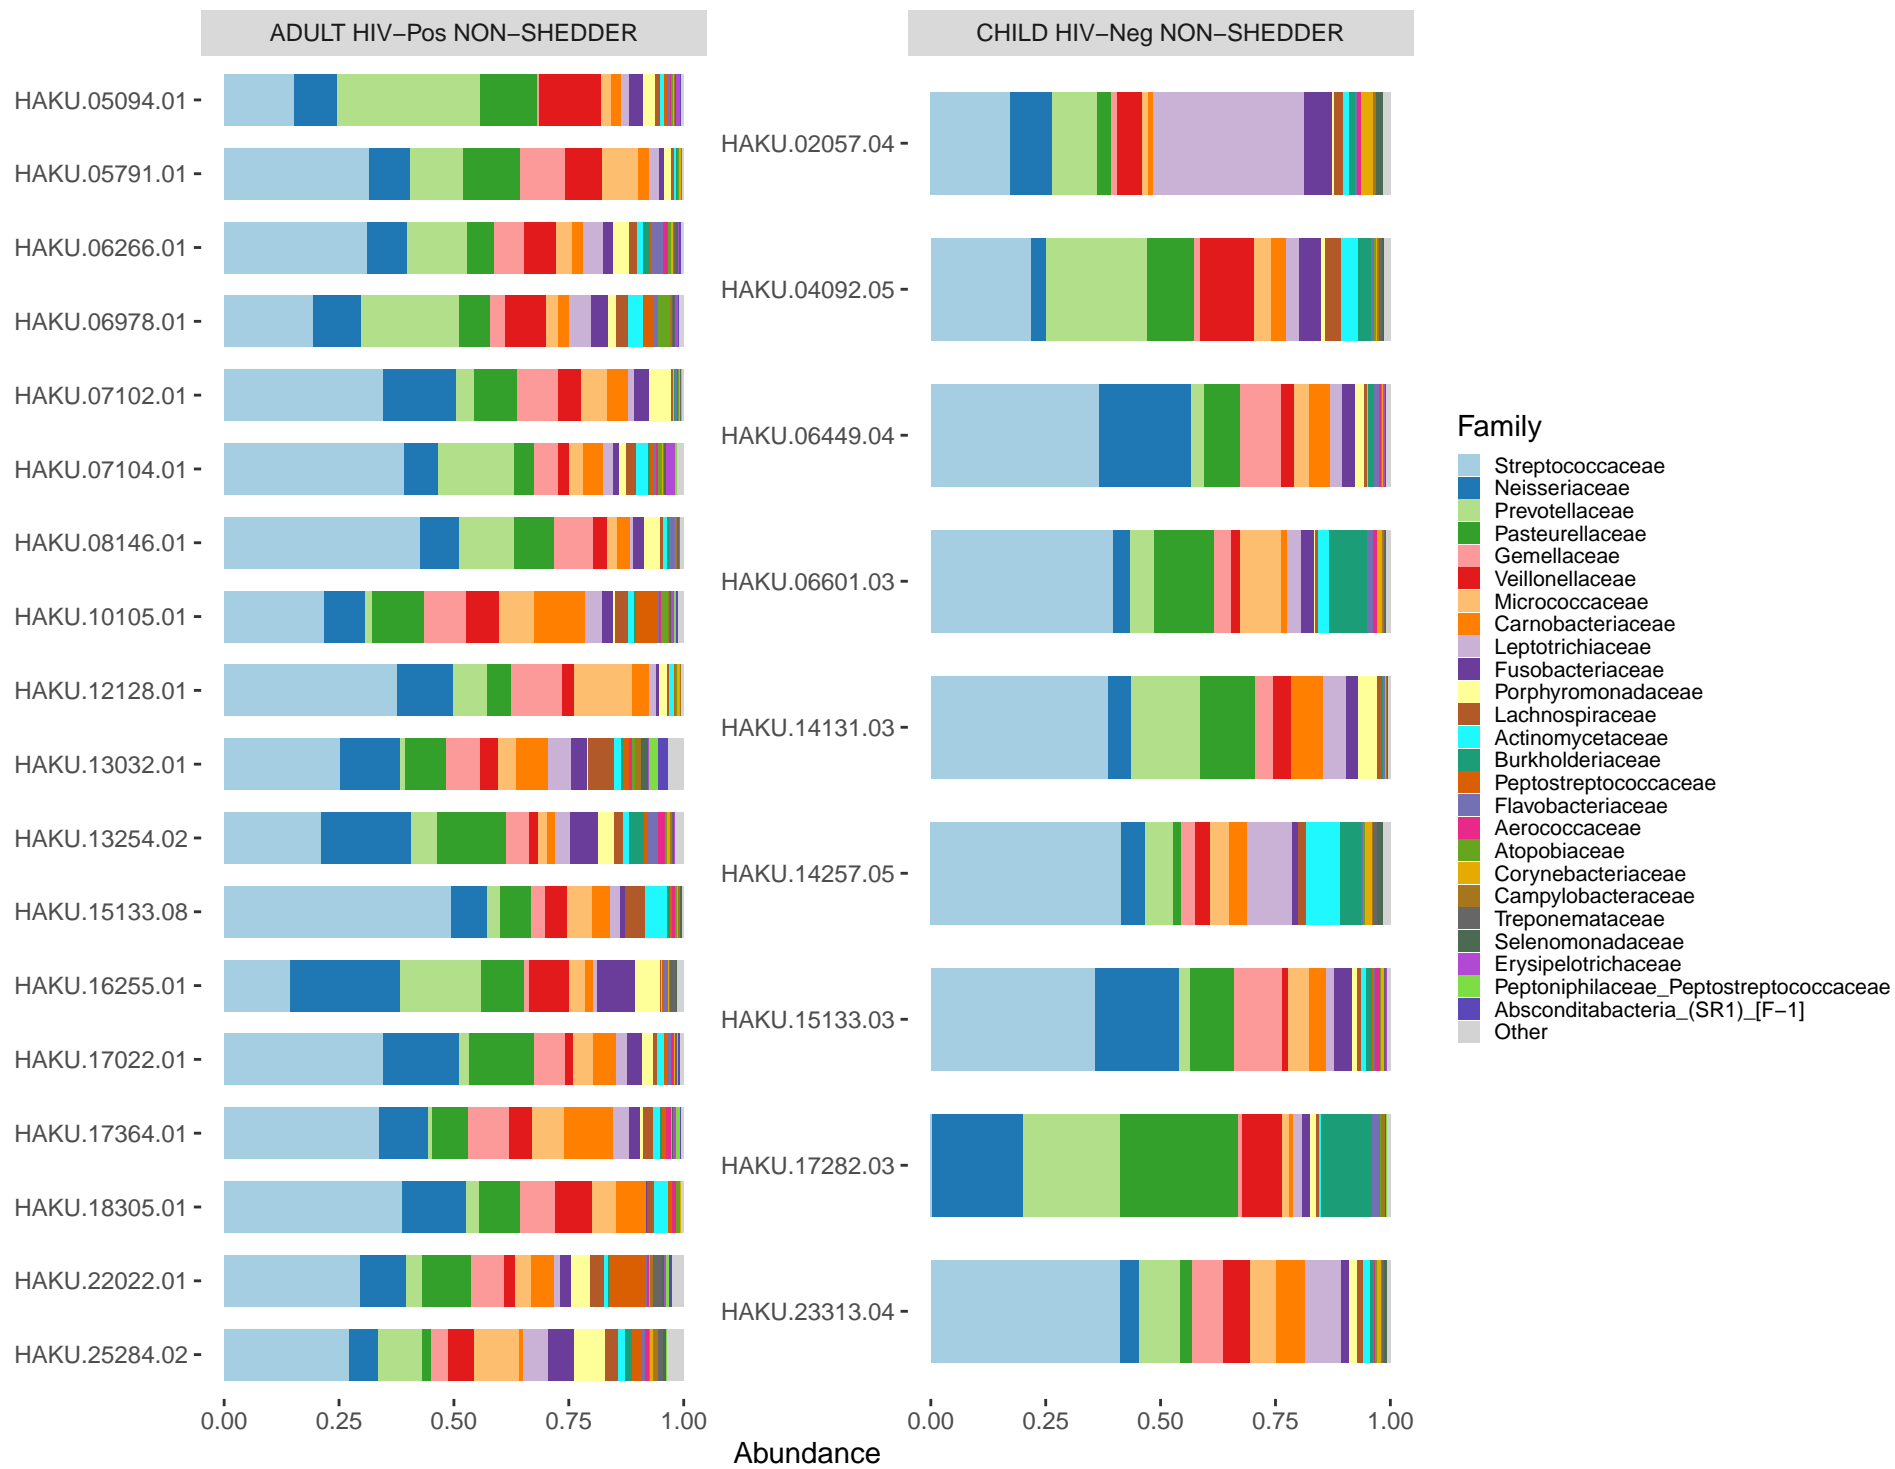 ADULT HIV−Pos NON−SHEDDER
HAKU.05094.01
HAKU.05791.01
HAKU.06266.01
HAKU.06978.01
HAKU.07102.01
HAKU.07104.01
HAKU.08146.01
HAKU.10105.01
HAKU.12128.01
HAKU.13032.01
HAKU.13254.02
HAKU.15133.08
HAKU.16255.01
HAKU.17022.01
HAKU.17364.01
HAKU.18305.01
HAKU.22022.01
HAKU.25284.02
0.00 0.25 0.50 0.75 1.00
CHILD HIV−Neg NON−SHEDDER
HAKU.02057.04
HAKU.04092.05
HAKU.06449.04
HAKU.06601.03
HAKU.14131.03
HAKU.14257.05
HAKU.15133.03
HAKU.17282.03
HAKU.23313.04
0.00 0.25 0.50 0.75 1.00
Abundance
Family
Streptococcaceae
Neisseriaceae
Prevotellaceae
Pasteurellaceae
Gemellaceae
Veillonellaceae
Micrococcaceae
Carnobacteriaceae
Leptotrichiaceae
Fusobacteriaceae
Porphyromonadaceae
Lachnospiraceae
Actinomycetaceae
Burkholderiaceae
Peptostreptococcaceae
Flavobacteriaceae
Aerococcaceae
Atopobiaceae
Corynebacteriaceae
Campylobacteraceae
Treponemataceae
Selenomonadaceae
Erysipelotrichaceae
Peptoniphilaceae_Peptostreptococcaceae
Absconditabacteria_(SR1)_[F−1]
Other